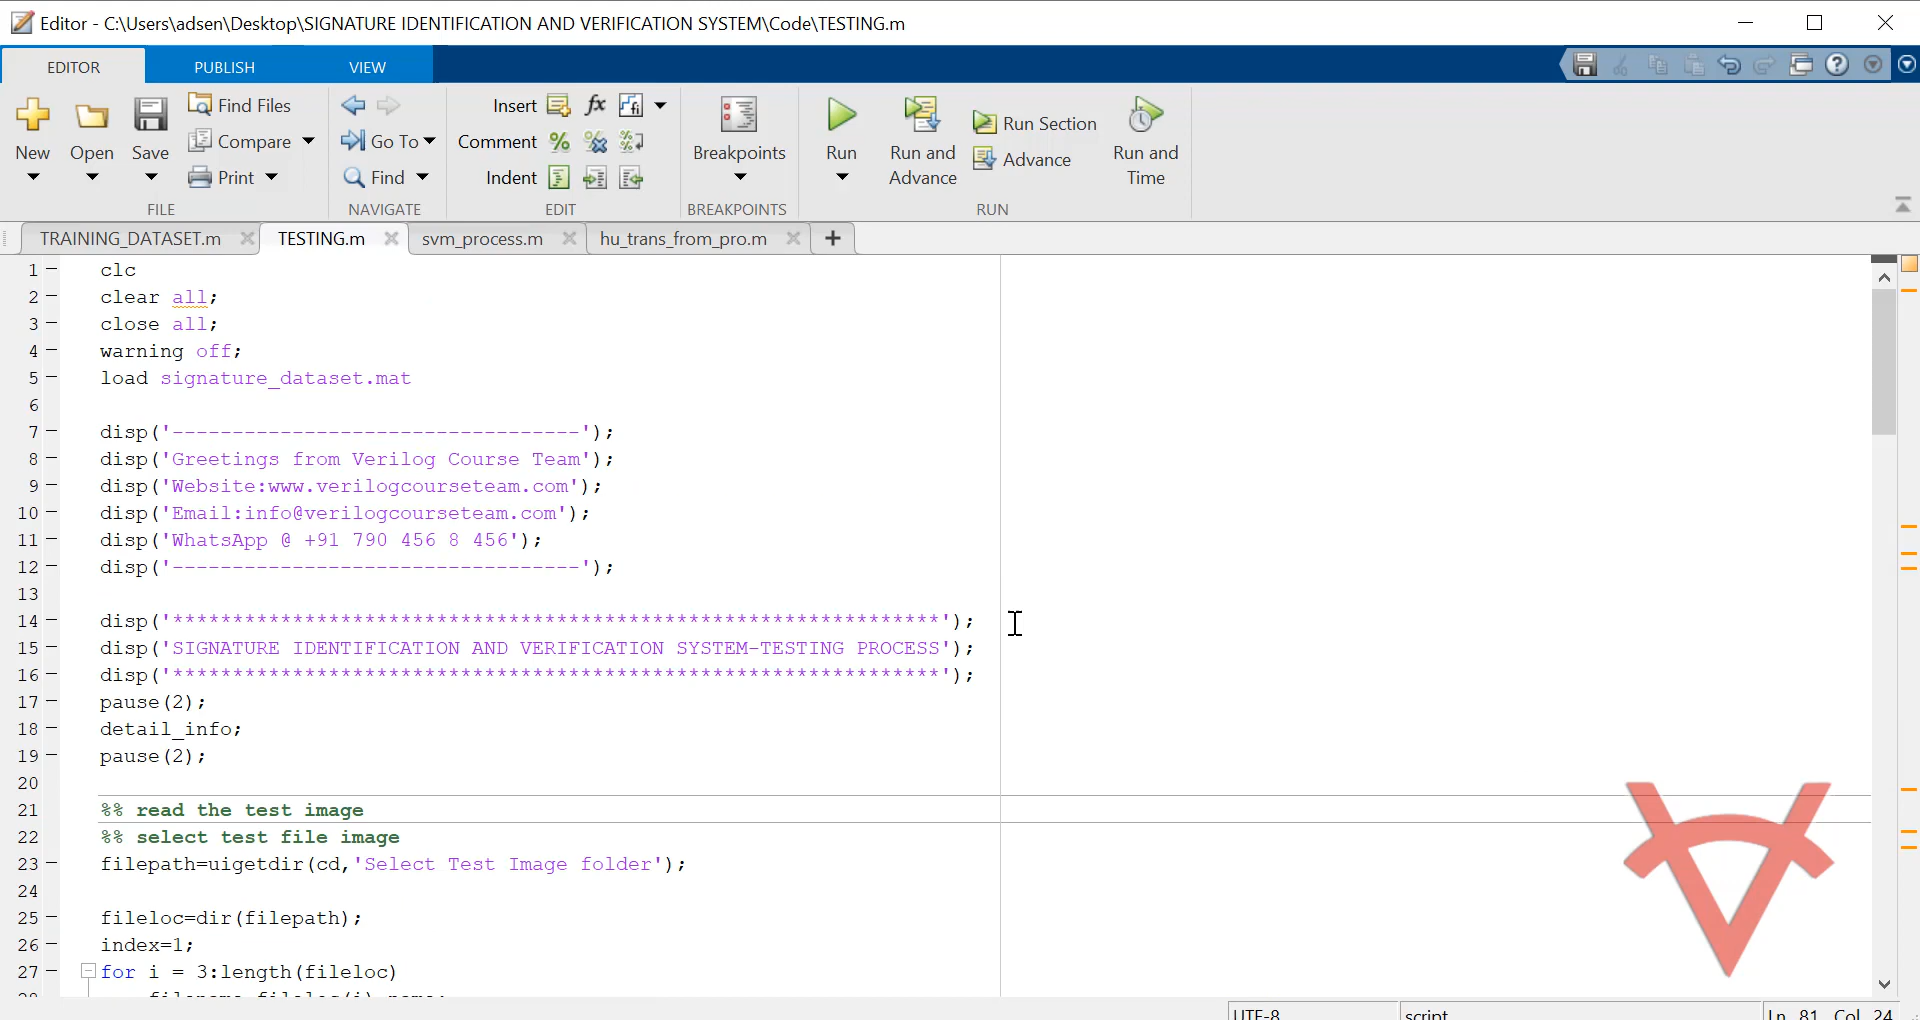 Editor - C:\Users\adsen\Desktop\SIGNATURE IDENTIFICATION AND VERIFICATION SYSTEM\Code\TESTING.m
EDITOR PUBLISH VIEW
New Open Save Find Files Compare Print
FILE
Go To Find
NAVIGATE
Insert fx fi
Comment
Indent
EDIT
Breakpoints
BREAKPOINTS
Run Run and Advance Run Section Advance Run and Time
RUN
TRAINING_DATASET.m TESTING.m svm_process.m hu_trans_from_pro.m +
1 clc
2 clear all;
3 close all;
4 warning off;
5 load signature_dataset.mat
6
7 disp('----------------------------------');
8 disp('Greetings from Verilog Course Team');
9 disp('Website:www.verilogcourseteam.com');
10 disp('Email:info@verilogcourseteam.com');
11 disp('WhatsApp @ +91 790 456 8 456');
12 disp('----------------------------------');
13
14 disp('****************************************************************');
15 disp('SIGNATURE IDENTIFICATION AND VERIFICATION SYSTEM-TESTING PROCESS');
16 disp('****************************************************************');
17 pause(2);
18 detail_info;
19 pause(2);
20
21 %% read the test image
22 %% select test file image
23 filepath=uigetdir(cd,'Select Test Image folder');
24
25 fileloc=dir(filepath);
26 index=1;
27 for i = 3:length(fileloc)
UTF-8 script Ln 81 Col 24